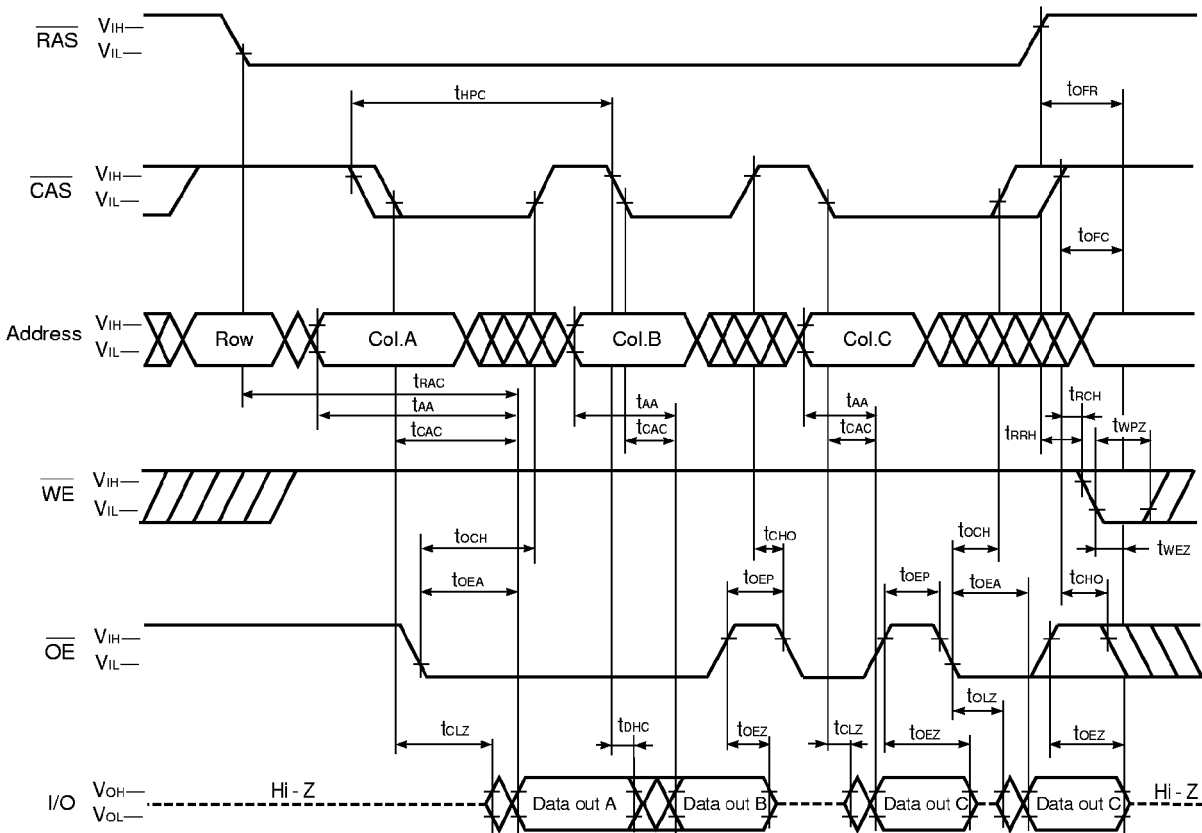 RAS
VIH
VIL
tHPC
tOFR
CAS
VIH
VIL
tOFC
Address
VIH
VIL
Row
Col.A
Col.B
Col.C
tRAC
tAA
tAA
tAA
tRCH
tCAC
tCAC
tCAC
tRRH
tWPZ
WE
VIH
VIL
tOCH
tCHO
tOCH
tWEZ
tOEA
tOEP
tOEP
tOEA
tCHO
OE
VIH
VIL
tCLZ
tDHC
tOEZ
tCLZ
tOEZ
tOLZ
tOEZ
I/O
VOH
VOL
Hi - Z
Data out A
Data out B
Data out C
Data out C
Hi - Z